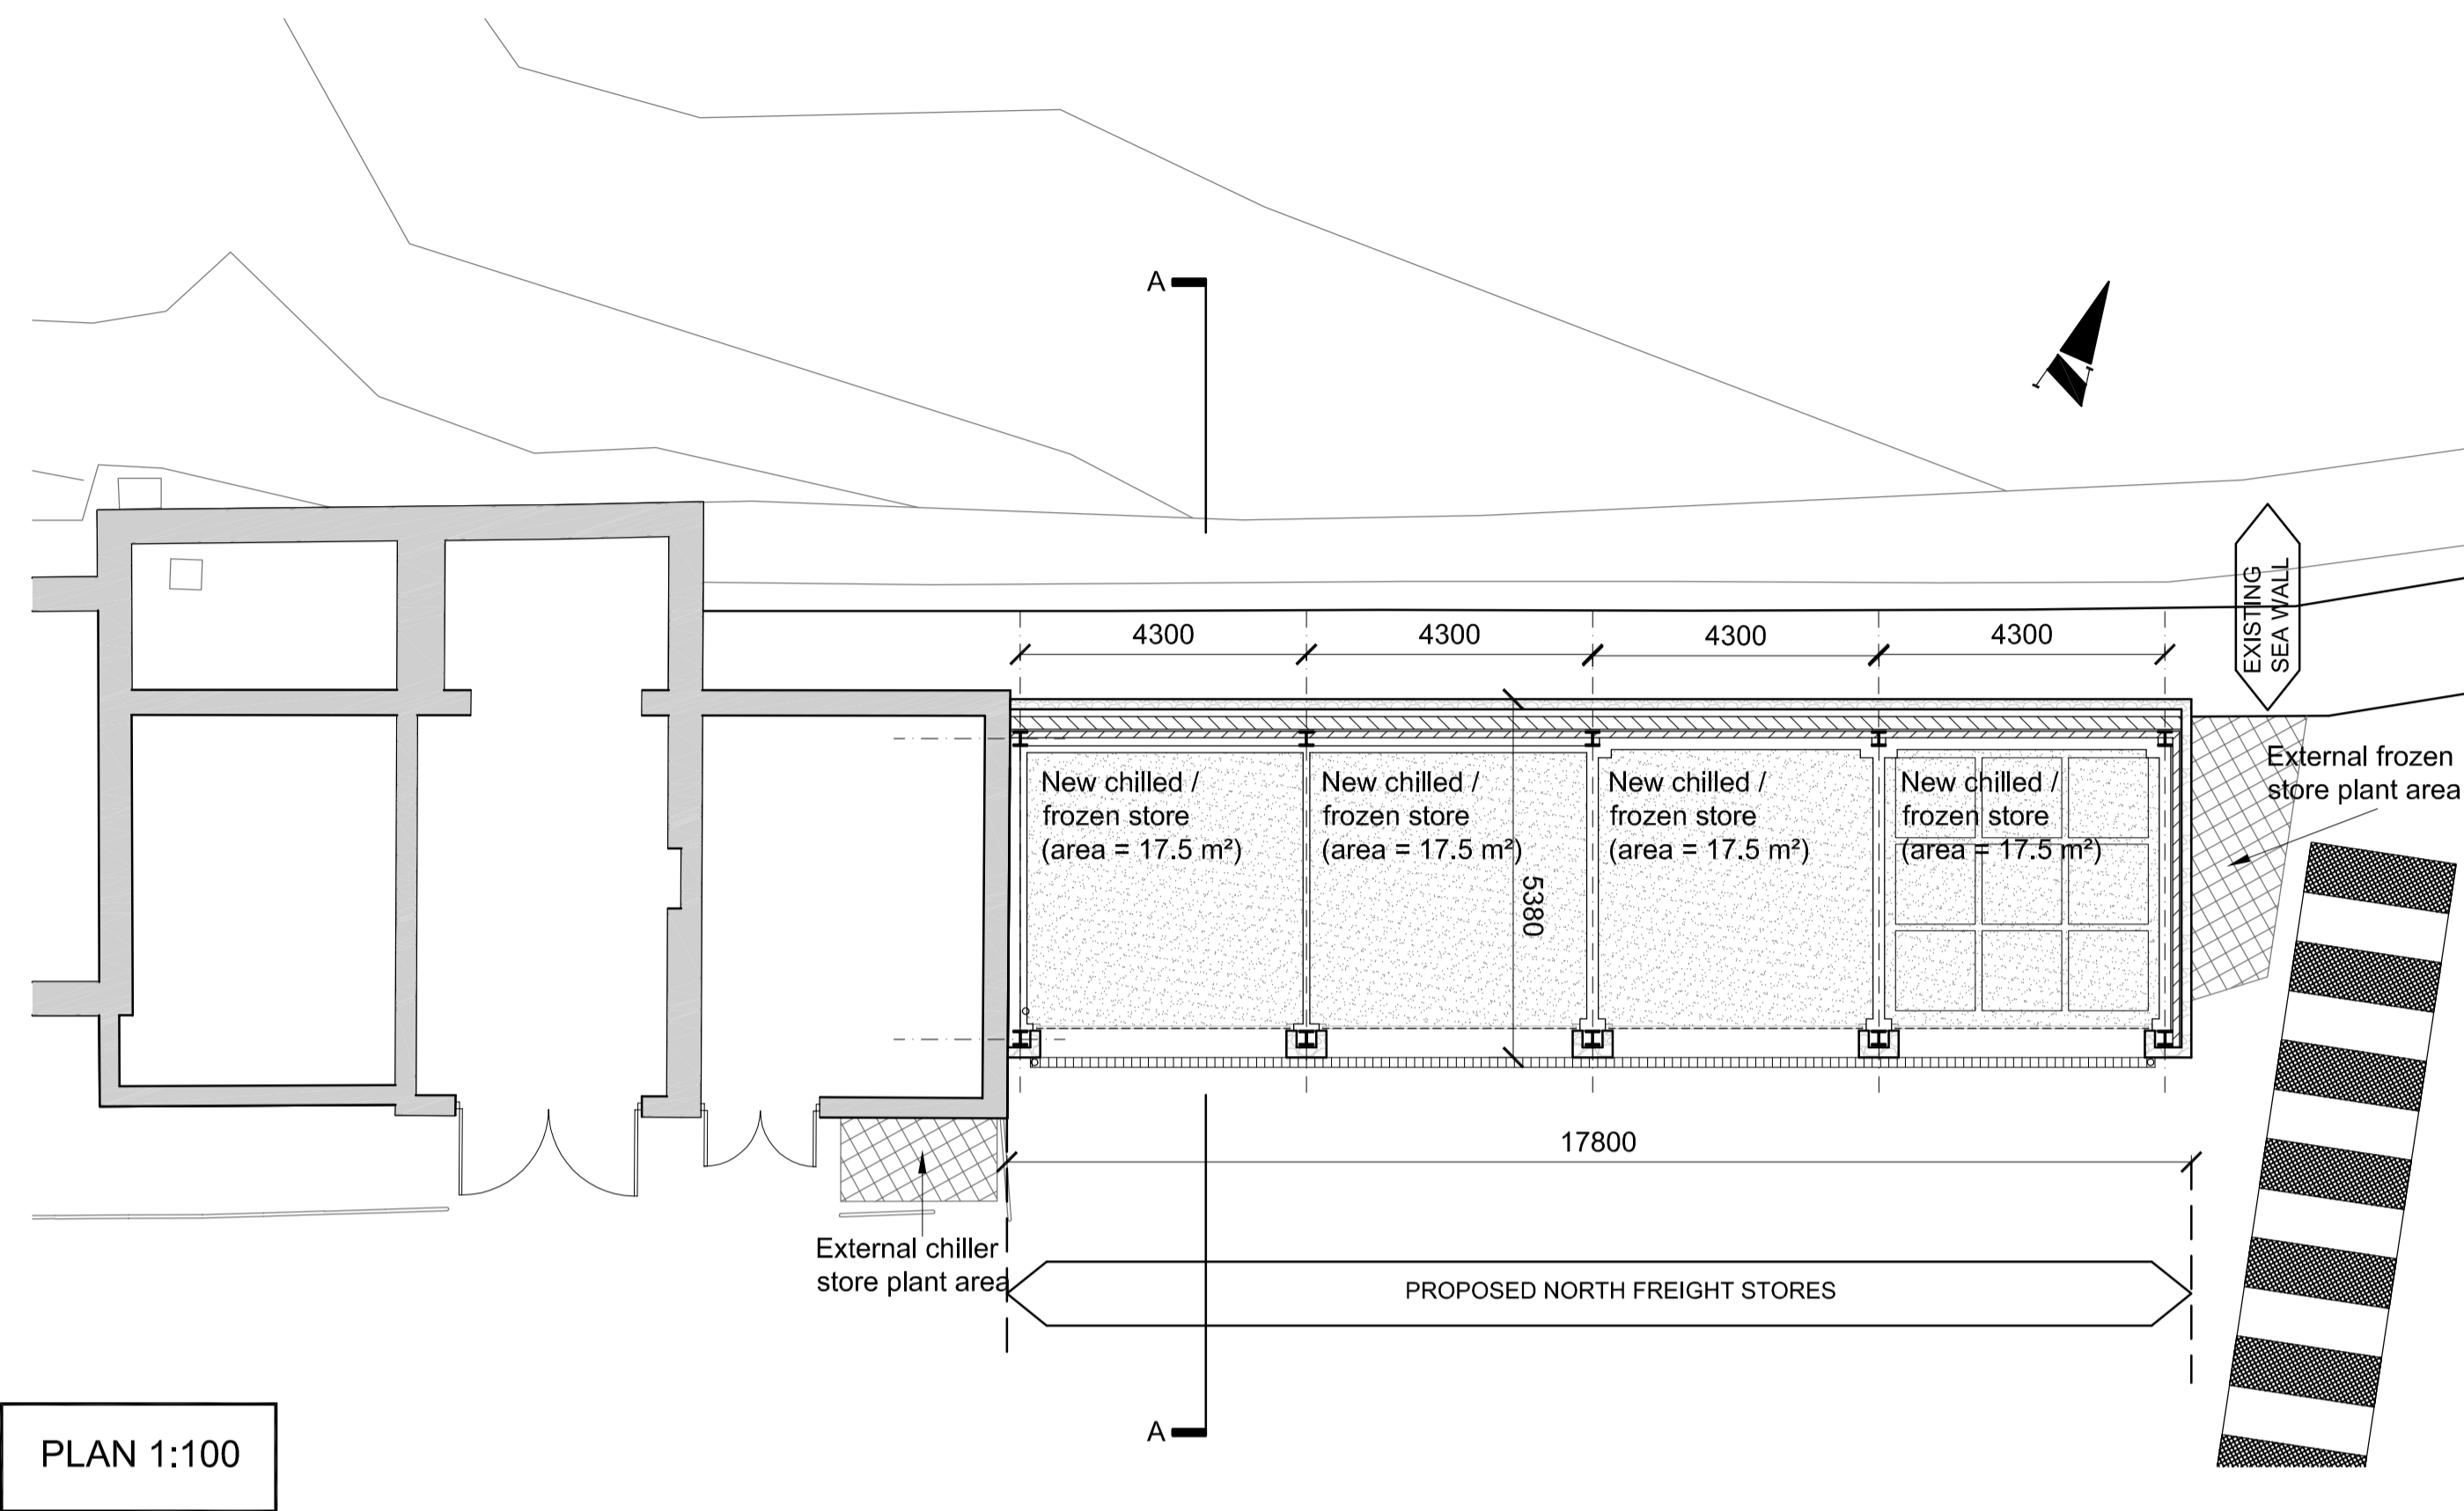 A
EXISTING
SEA WALL
4300
4300
4300
4300
External frozen
store plant area
New chilled /
frozen store
(area = 17.5 m²)
New chilled /
frozen store
(area = 17.5 m²)
New chilled /
frozen store
(area = 17.5 m²)
New chilled /
frozen store
(area = 17.5 m²)
5380
17800
External chiller
store plant area
PROPOSED NORTH FREIGHT STORES
A
PLAN 1:100